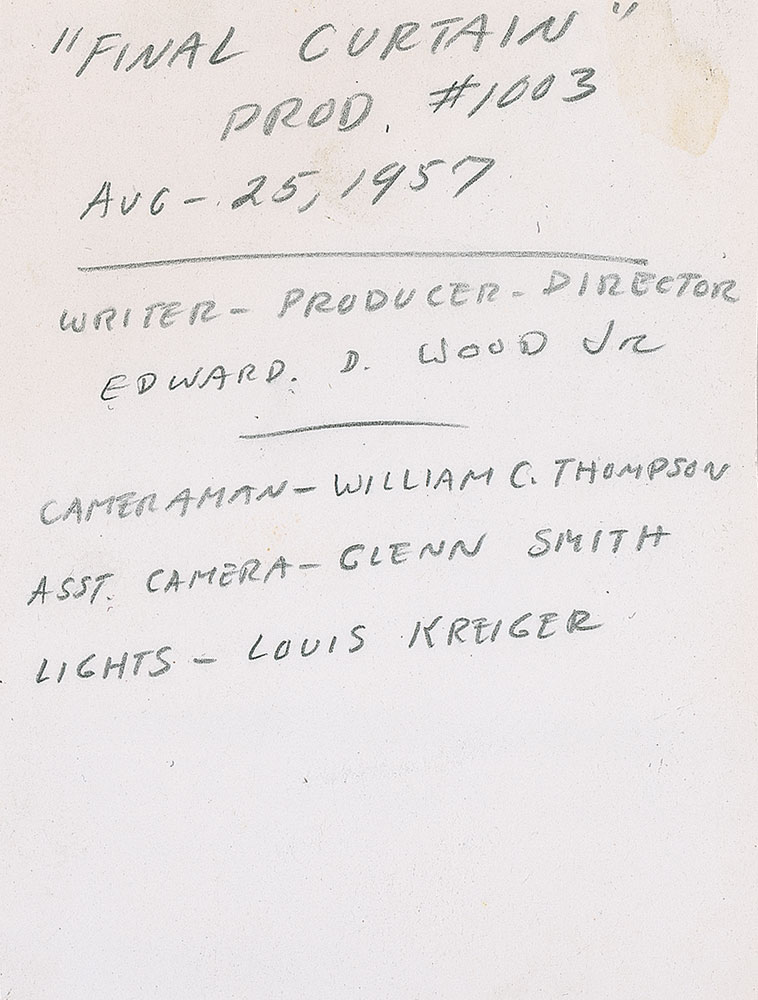 "FINAL CURTAIN"
PROD. #1003
AUG - 25, 1957
WRITER - PRODUCER - DIRECTOR
EDWARD. D. WOOD Jr
CAMERAMAN - WILLIAM C. THOMPSON
ASST. CAMERA - GLENN SMITH
LIGHTS - LOUIS KREIGER